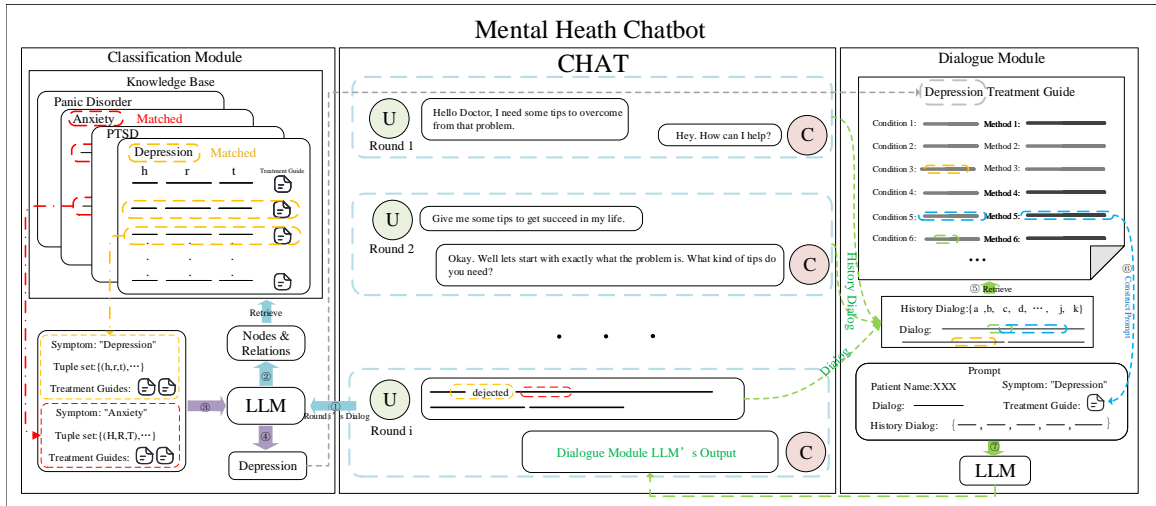 Mental Heath Chatbot
Classification Module
Knowledge Base
Panic Disorder
Anxiety Matched
PTSD
Depression Matched
h r t Treatment Guide
Retrieve
Nodes &
Relations
②
Symptom: "Depression"
Tuple set:{(h,r,t),⋯}
Treatment Guides:
Symptom: "Anxiety"
Tuple set:{(H,R,T),⋯}
Treatment Guides:
③
LLM
④
Depression
①
Round i's Dialog
CHAT
U
Round 1
Hello Doctor, I need some tips to overcome
from that problem.
Hey. How can I help?
C
U
Round 2
Give me some tips to get succeed in my life.
Okay. Well lets start with exactly what the problem is. What kind of tips do
you need?
C
. . .
U
Round i
dejected
Dialogue Module LLM's Output
C
History Dialog
Dialog
Dialogue Module
Depression Treatment Guide
Condition 1: Method 1:
Condition 2: Method 2:
Condition 3: Method 3:
Condition 4: Method 4:
Condition 5: Method 5:
Condition 6: Method 6:
...
⑤ Retrieve
⑥ Construct Prompt
History Dialog:{a ,b, c, d, ⋯, j, k}
Dialog:
Prompt
Patient Name:XXX Symptom: "Depression"
Dialog: Treatment Guide:
History Dialog: { , , , , }
⑦
LLM